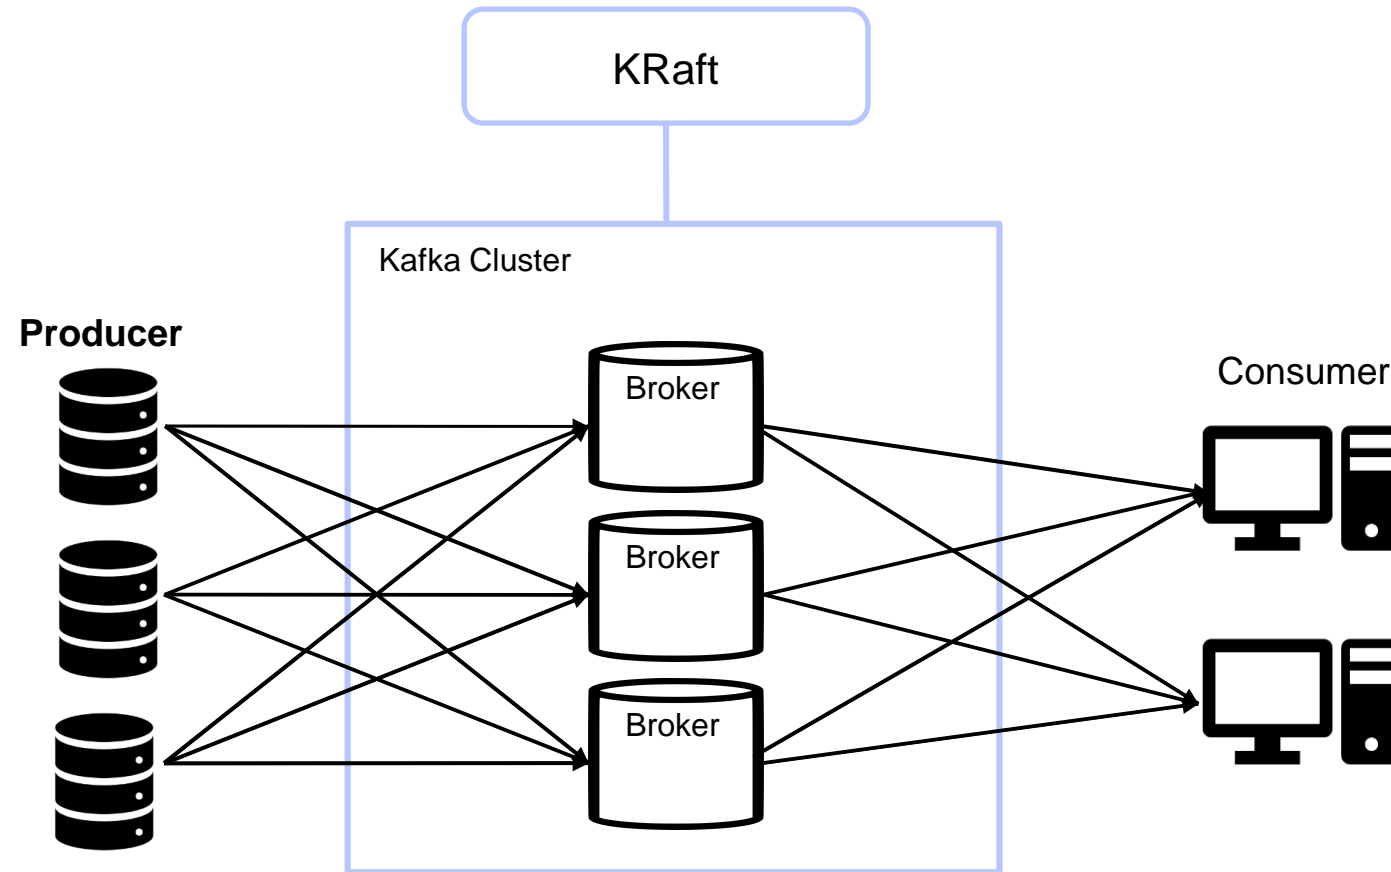 KRaft
Kafka Cluster
Producer
Broker
Consumer
Broker
Broker